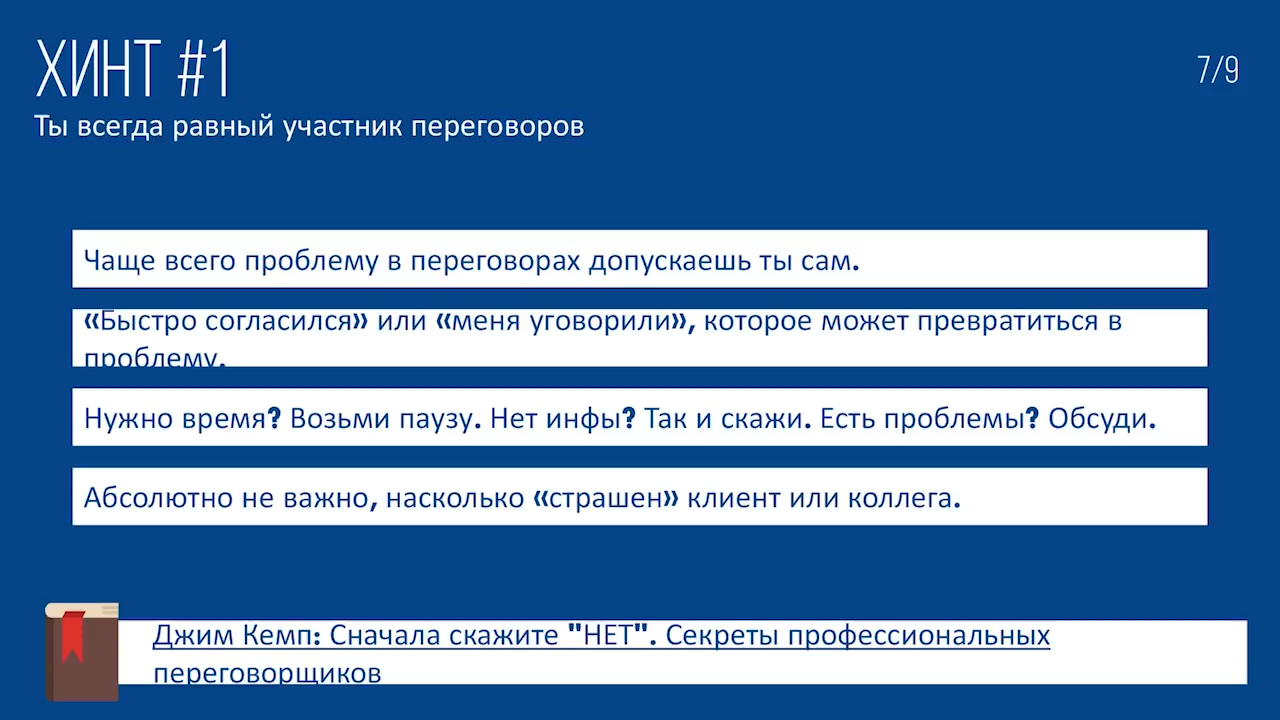 ХИНТ #1
7/9
Ты всегда равный участник переговоров
Чаще всего проблему в переговорах допускаешь ты сам.
«Быстро согласился» или «меня уговорили», которое может превратиться в
проблему.
Нужно время? Возьми паузу. Нет инфы? Так и скажи. Есть проблемы? Обсуди.
Абсолютно не важно, насколько «страшен» клиент или коллега.
Джим Кемп: Сначала скажите "НЕТ". Секреты профессиональных
переговорщиков